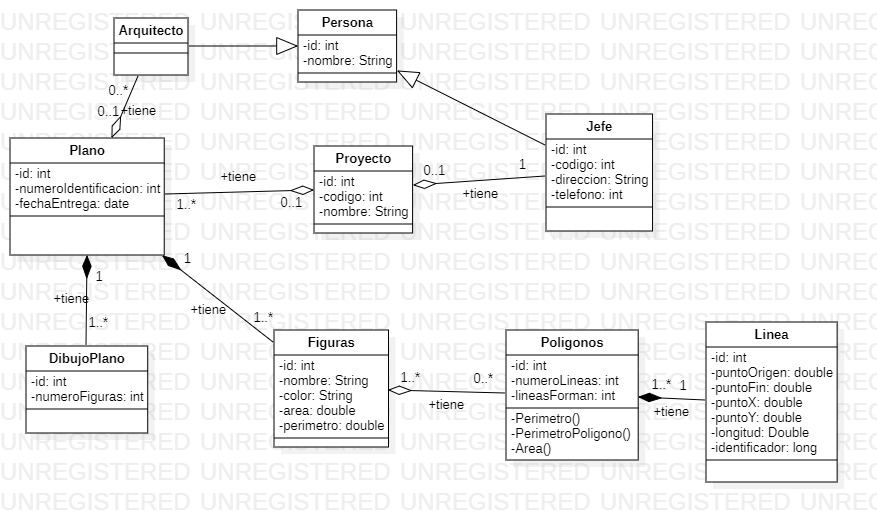 UNREGISTERED
Arquitecto
Persona
-id: int
-nombre: String
0..*
0..1
+tiene
Plano
-id: int
-numeroIdentificacion: int
-fechaEntrega: date
+tiene
1..*
0..1
Proyecto
-id: int
-codigo: int
-nombre: String
0..1
1
+tiene
Jefe
-id: int
-codigo: int
-direccion: String
-telefono: int
1
+tiene
1..*
1
+tiene
1..*
DibujoPlano
-id: int
-numeroFiguras: int
Figuras
-id: int
-nombre: String
-color: String
-area: double
-perimetro: double
1..*
0..*
+tiene
Poligonos
-id: int
-numeroLineas: int
-lineasForman: int
-Perimetro()
-PerimetroPoligono()
-Area()
1..*
1
+tiene
Linea
-id: int
-puntoOrigen: double
-puntoFin: double
-puntoX: double
-puntoY: double
-longitud: Double
-identificador: long